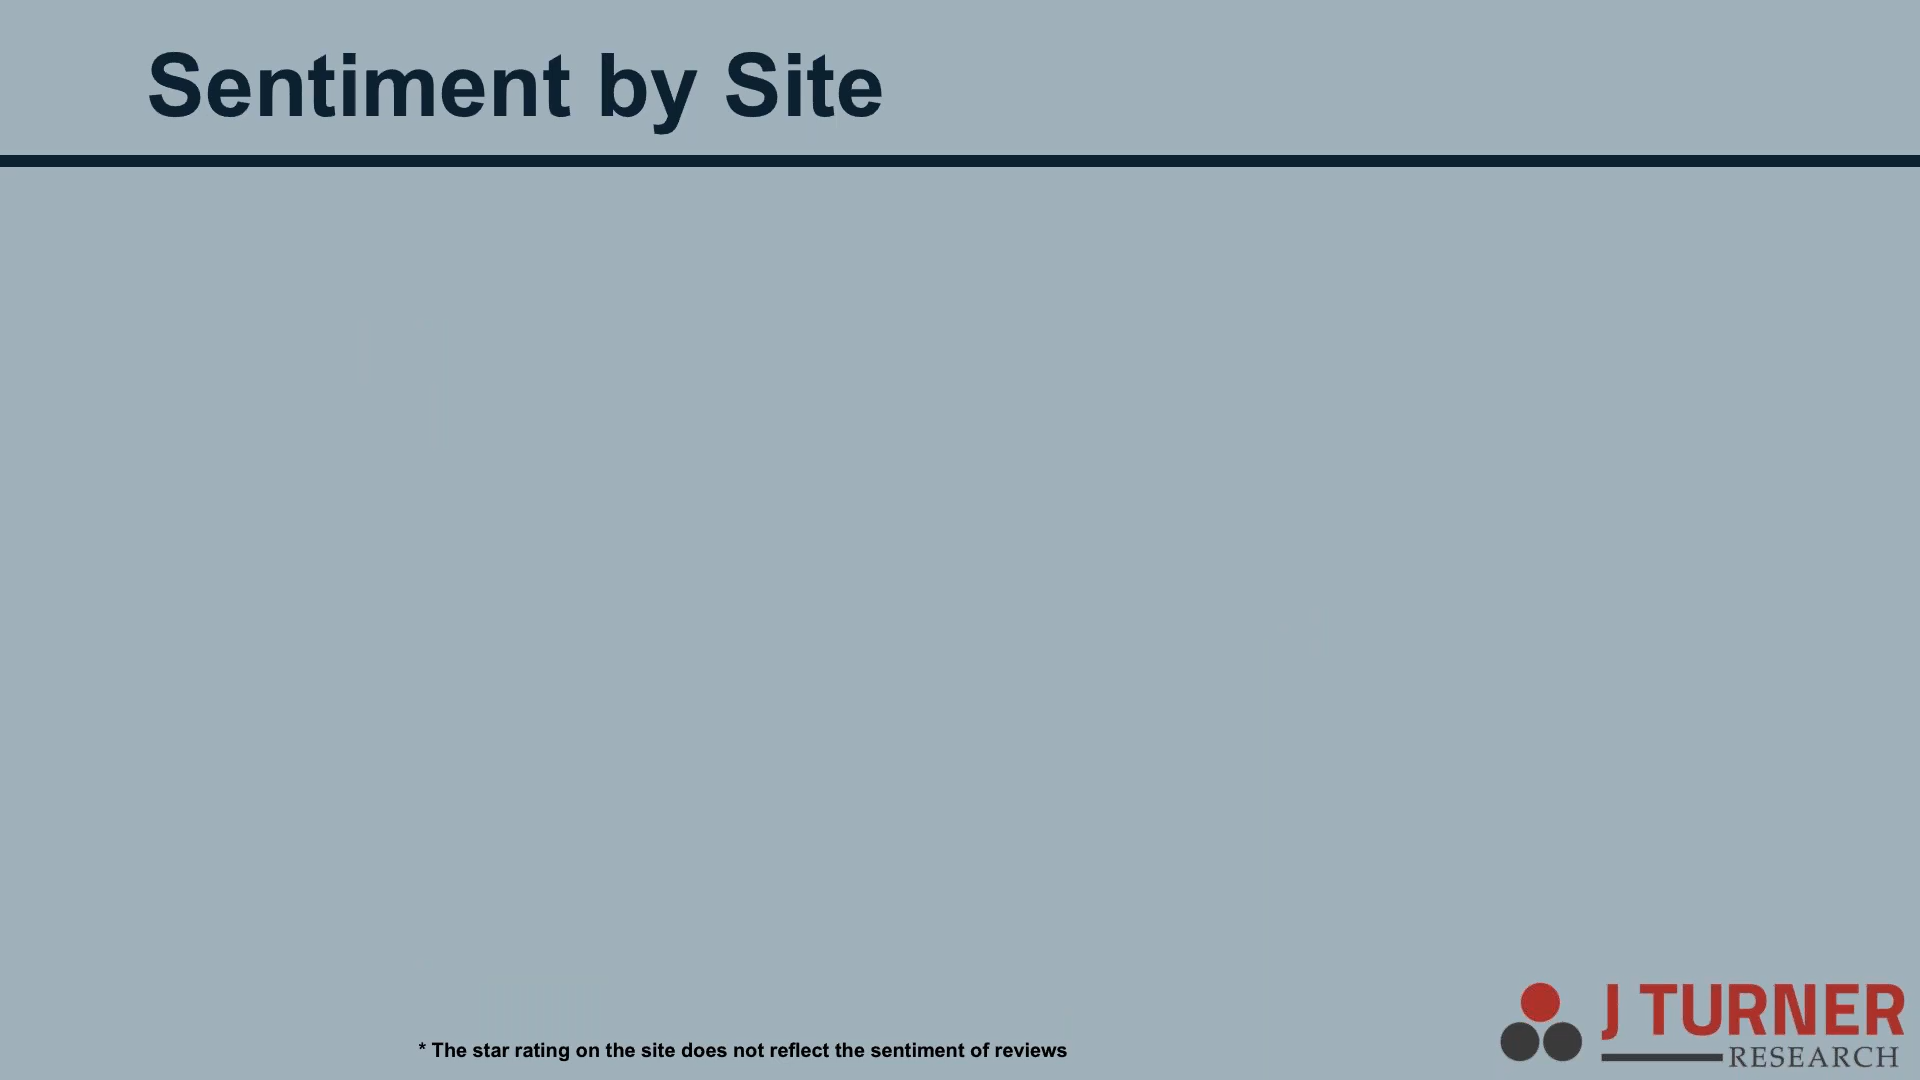 Sentiment by Site
* The star rating on the site does not reflect the sentiment of reviews
J TURNER
RESEARCH